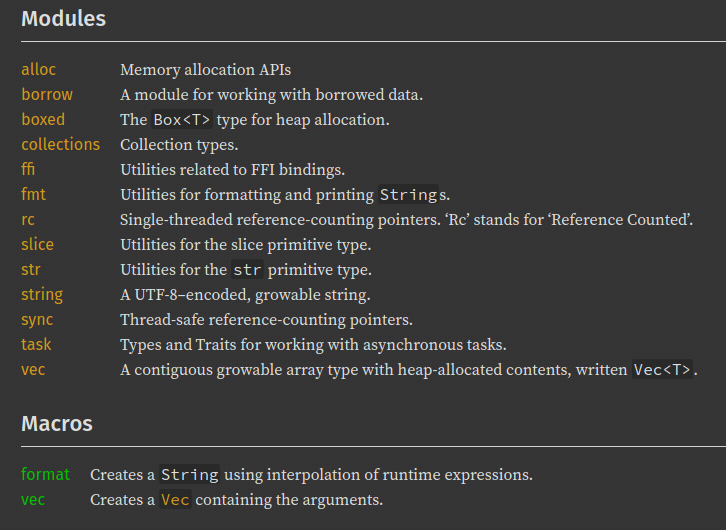 Modules
alloc Memory allocation APIs
borrow A module for working with borrowed data.
boxed The Box<T> type for heap allocation.
collections Collection types.
ffi Utilities related to FFI bindings.
fmt Utilities for formatting and printing Strings.
rc Single-threaded reference-counting pointers. ‘Rc’ stands for ‘Reference Counted’.
slice Utilities for the slice primitive type.
str Utilities for the str primitive type.
string A UTF-8–encoded, growable string.
sync Thread-safe reference-counting pointers.
task Types and Traits for working with asynchronous tasks.
vec A contiguous growable array type with heap-allocated contents, written Vec<T>.
Macros
format Creates a String using interpolation of runtime expressions.
vec Creates a Vec containing the arguments.